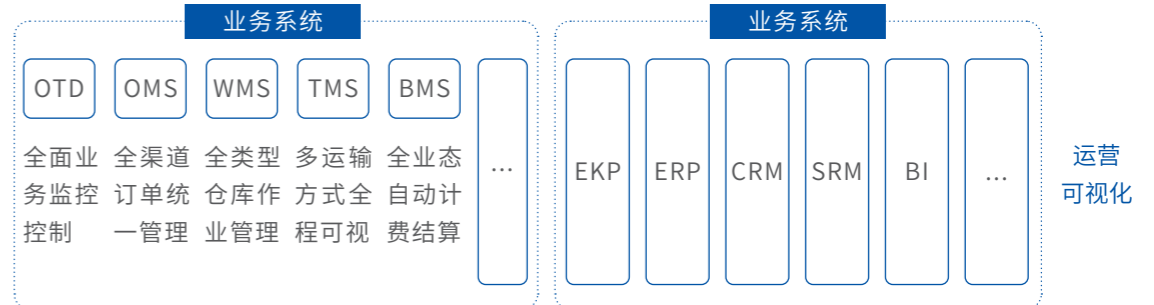 业务系统
OTD
全面业
务监控
控制
OMS
全渠道
订单统
一管理
WMS
全类型
仓库作
业管理
TMS
多运输
方式全
程可视
BMS
全业态
自动计
费结算
...
业务系统
EKP
ERP
CRM
SRM
BI
...
运营
可视化